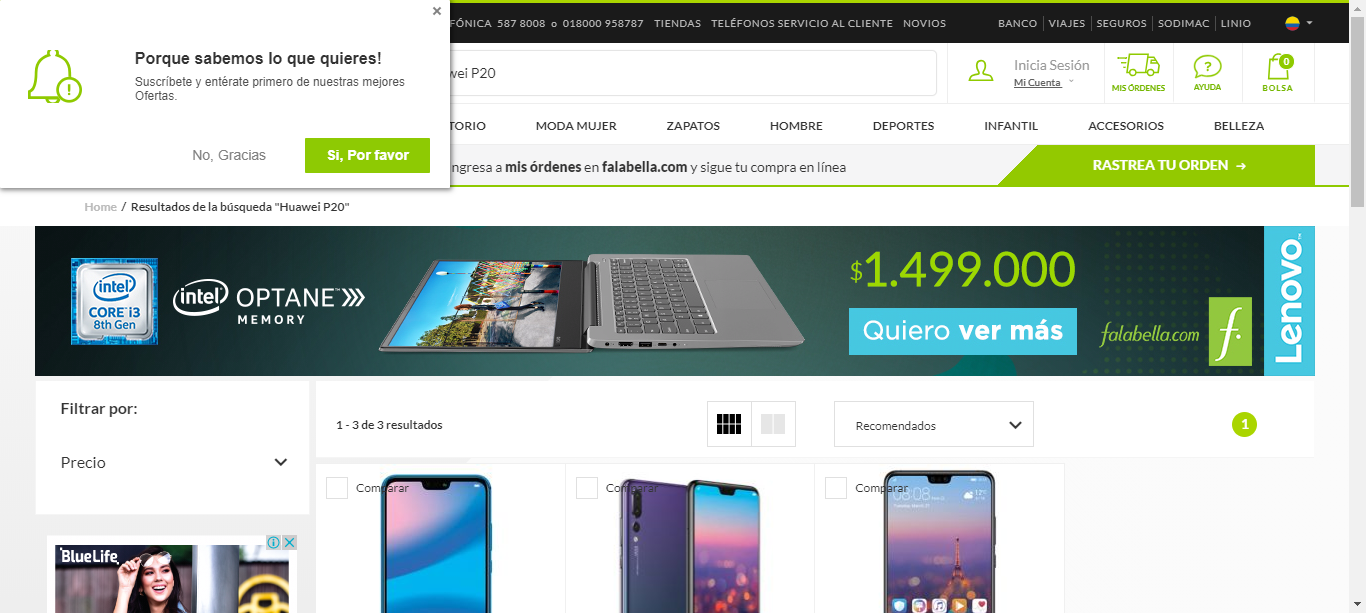 ×
Porque sabemos lo que quieres!
Suscríbete y entérate primero de nuestras mejores
Ofertas.
No, Gracias
Si, Por favor
FÓNICA 587 8008 o 018000 958787 TIENDAS TELÉFONOS SERVICIO AL CLIENTE NOVIOS
BANCO VIAJES SEGUROS SODIMAC LINIO
wei P20
Inicia Sesión
Mi Cuenta
MIS ÓRDENES
AYUDA
0
BOLSA
TORIO MODA MUJER ZAPATOS HOMBRE DEPORTES INFANTIL ACCESORIOS BELLEZA
ngresa a mis órdenes en falabella.com y sigue tu compra en línea
RASTREA TU ORDEN →
Home / Resultados de la búsqueda "Huawei P20"
intel
CORE i3
8th Gen
intel OPTANE™
MEMORY
$1.499.000
Quiero ver más
falabella.com
f.
Lenovo™
Filtrar por:
Precio
1 - 3 de 3 resultados
Recomendados
1
Comparar
Comparar
Comparar
08:08
17°
BlueLife